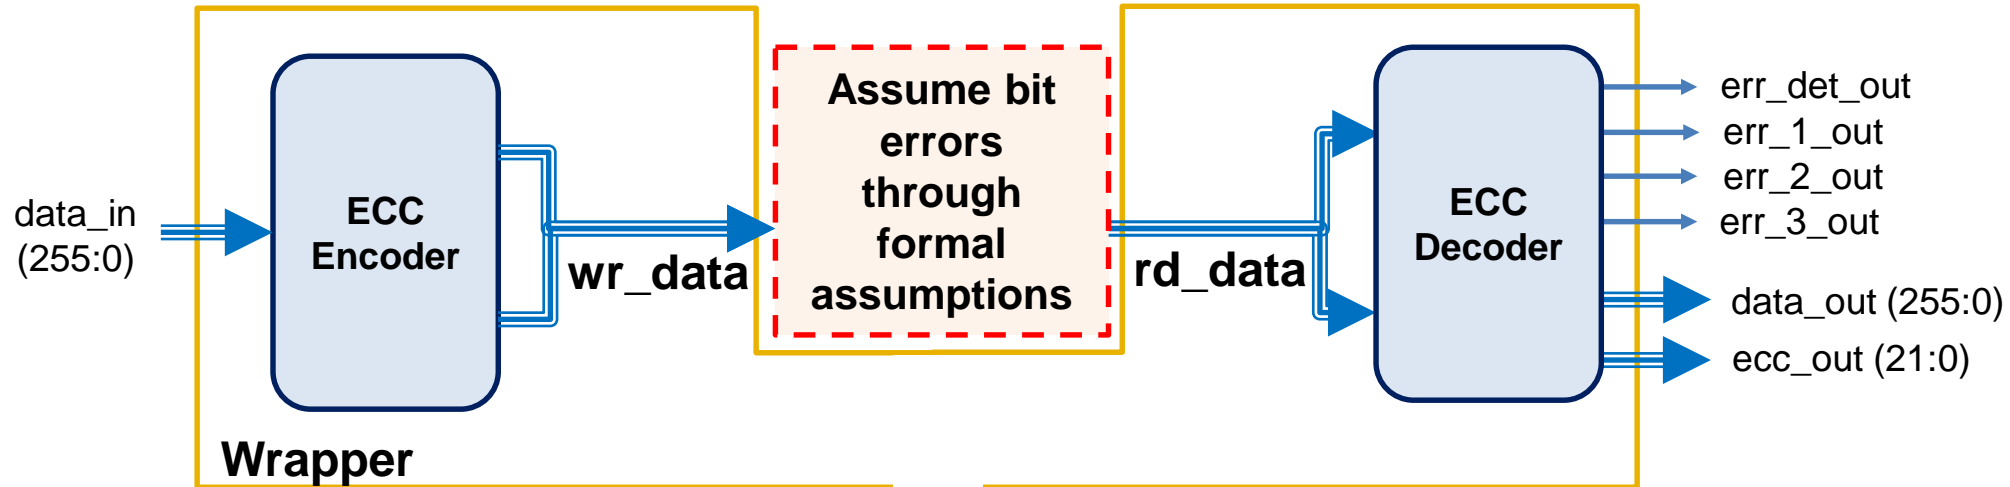 data_in
(255:0)
ECC
Encoder
wr_data
Wrapper
Assume bit
errors
through
formal
assumptions
rd_data
ECC
Decoder
err_det_out
err_1_out
err_2_out
err_3_out
data_out (255:0)
ecc_out (21:0)